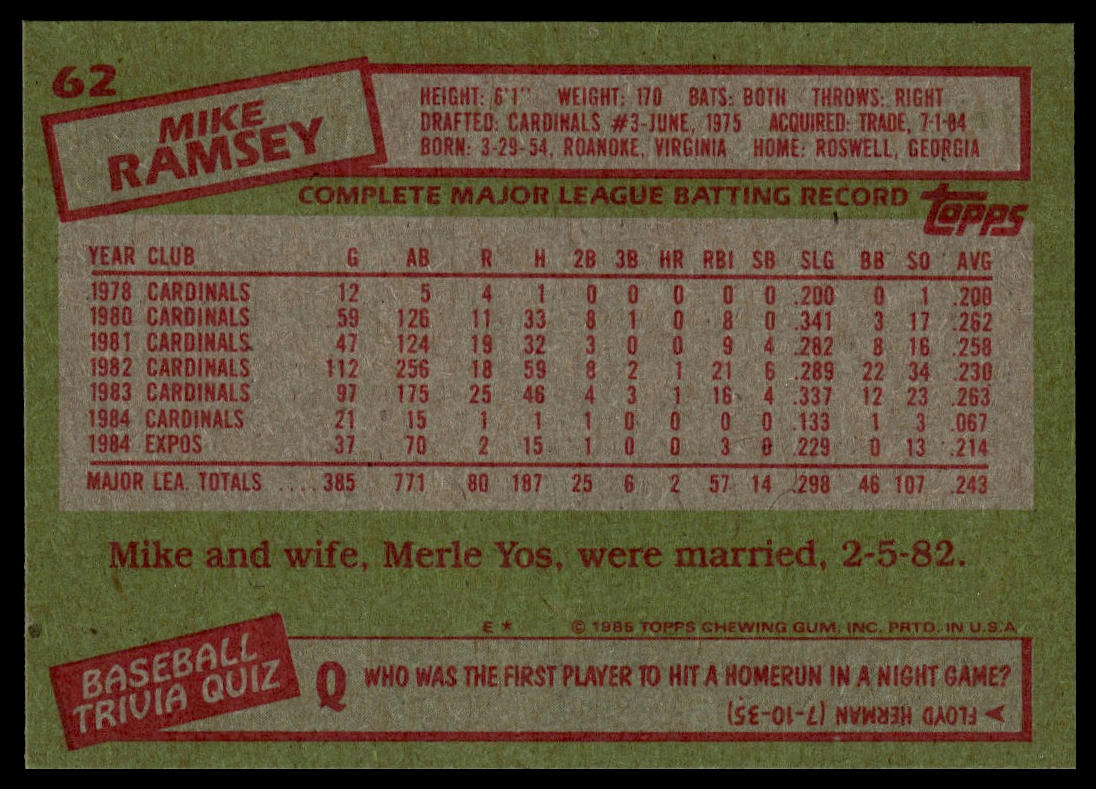 62
MIKE
RAMSEY
HEIGHT: 6'1" WEIGHT: 170 BATS: BOTH THROWS: RIGHT
DRAFTED: CARDINALS #3-JUNE, 1975 ACQUIRED: TRADE, 7-1-84
BORN: 3-29-54, ROANOKE, VIRGINIA HOME: ROSWELL, GEORGIA
COMPLETE MAJOR LEAGUE BATTING RECORD
topps
YEAR CLUB G AB R H 2B 3B HR RBI SB SLG BB SO AVG
1978 CARDINALS 12 5 4 1 0 0 0 0 0 .200 0 1 .200
1980 CARDINALS 59 126 11 33 8 1 0 8 0 .341 3 17 .262
1981 CARDINALS 47 124 19 32 3 0 0 9 4 .282 8 16 .258
1982 CARDINALS 112 256 18 59 8 2 1 21 6 .289 22 34 .230
1983 CARDINALS 97 175 25 46 4 3 1 16 4 .337 12 23 .263
1984 CARDINALS 21 15 1 1 1 0 0 0 0 .133 1 3 .067
1984 EXPOS 37 70 2 15 1 0 0 3 0 .229 0 13 .214
MAJOR LEA. TOTALS .... 385 771 80 187 25 6 2 57 14 .298 46 107 .243
Mike and wife, Merle Yos, were married, 2-5-82.
E * © 1985 TOPPS CHEWING GUM, INC. PRTD. IN U.S.A
BASEBALL
TRIVIA QUIZ
Q WHO WAS THE FIRST PLAYER TO HIT A HOMERUN IN A NIGHT GAME?
FLOYD HERMAN (7-10-35)